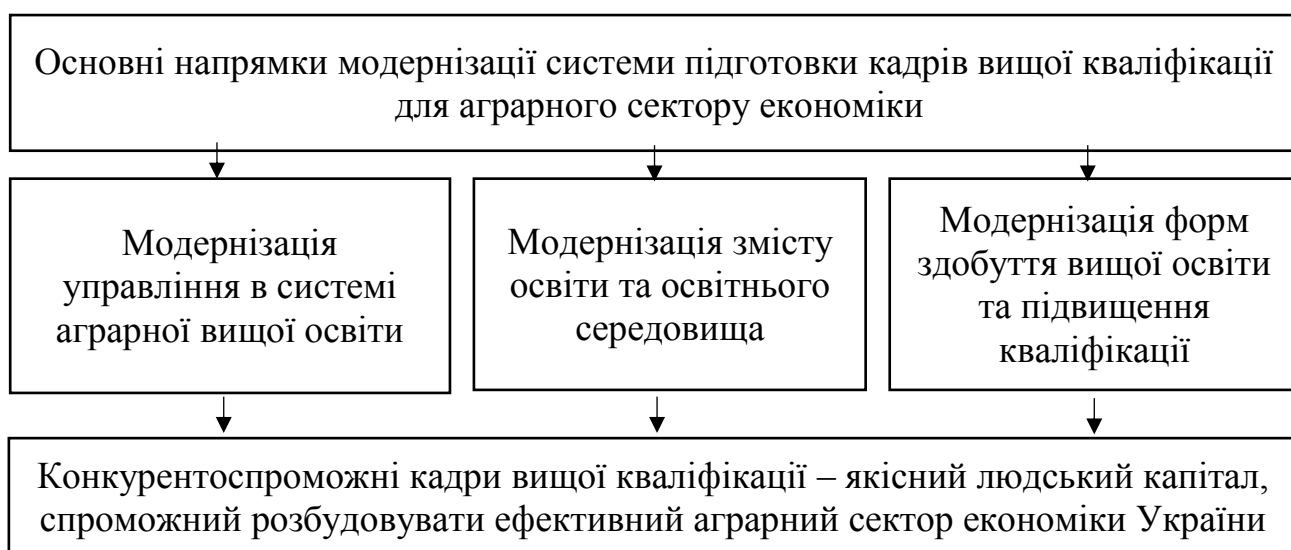 Основні напрямки модернізації системи підготовки кадрів вищої кваліфікації
для аграрного сектору економіки
Модернізація
управління в системі
аграрної вищої освіти
Модернізація змісту
освіти та освітнього
середовища
Модернізація форм
здобуття вищої освіти
та підвищення
кваліфікації
Конкурентоспроможні кадри вищої кваліфікації – якісний людський капітал,
спроможний розбудовувати ефективний аграрний сектор економіки України